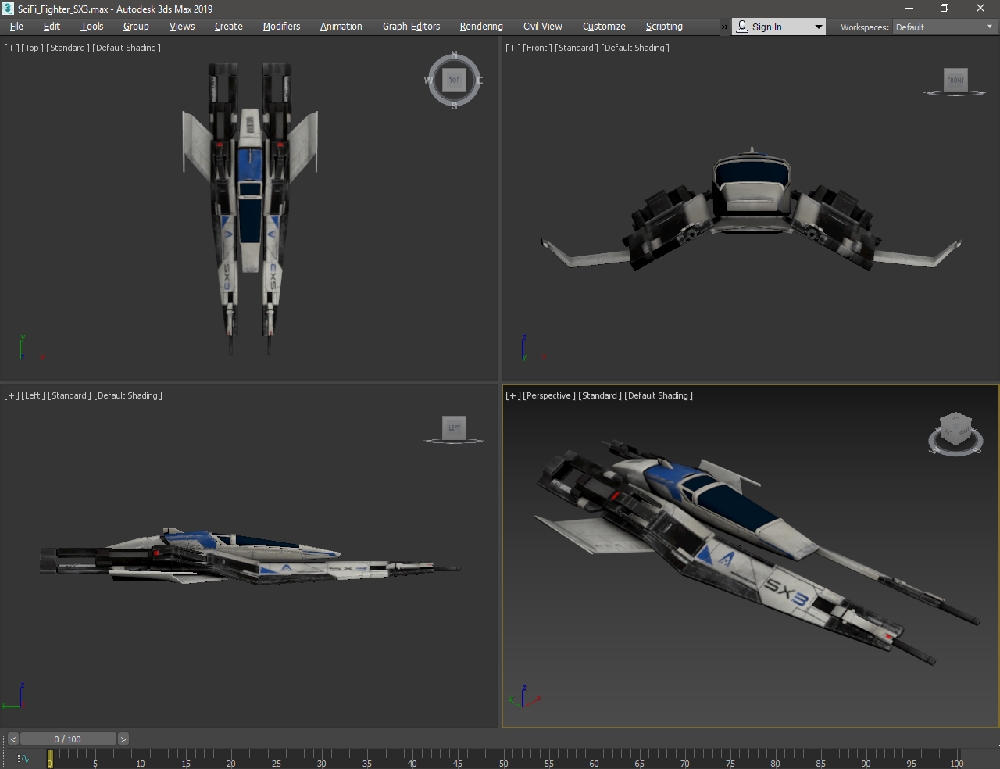 SciFi_Fighter_SX3.max - Autodesk 3ds Max 2019
File Edit Tools Group Views Create Modifiers Animation Graph Editors Rendering Civil View Customize Scripting » Sign In Workspaces: Default
[+] [Top] [Standard] [Default Shading]
[+] [Front] [Standard] [Default Shading]
N
W TOP E
S
FRONT
SX3 SX3
y
x
z
[+] [Left] [Standard] [Default Shading]
[+] [Perspective] [Standard] [Default Shading]
LEFT
A
SX3
z
z
< 0 / 100 >
0 5 10 15 20 25 30 35 40 45 50 55 60 65 70 75 80 85 90 95 100